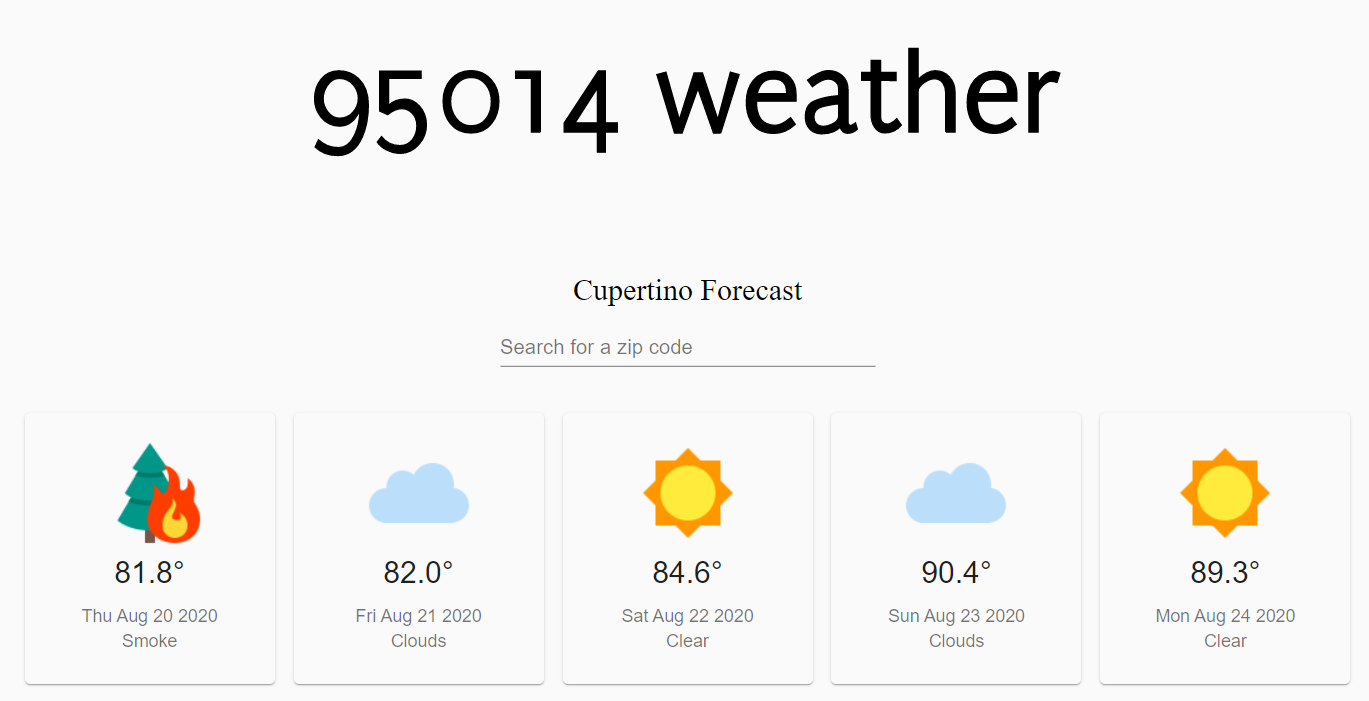 95014 weather
Cupertino Forecast
Search for a zip code
81.8°
Thu Aug 20 2020
Smoke
82.0°
Fri Aug 21 2020
Clouds
84.6°
Sat Aug 22 2020
Clear
90.4°
Sun Aug 23 2020
Clouds
89.3°
Mon Aug 24 2020
Clear